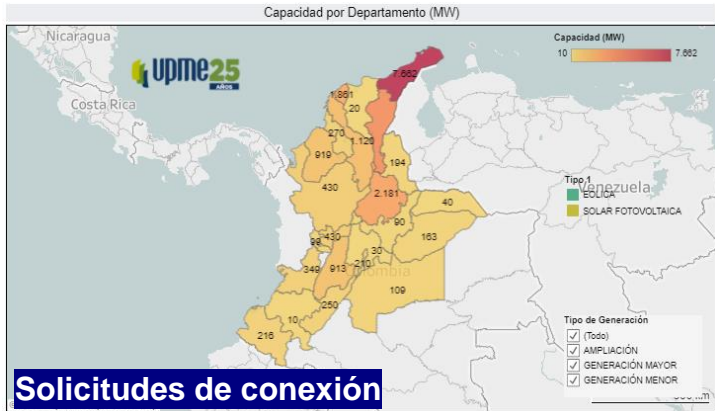 Capacidad por Departamento (MW)
Nicaragua
Capacidad (MW)
10
7.662
upme25
AÑOS
7.662
Costa Rica
1.861
20
270
1.120
919
194
430
2.181
Tipo 1
Venezuela
EÓLICA
SOLAR FOTOVOLTAICA
40
90
430
163
30
349
913
210
109
250
10
216
Tipo de Generación
(Todo)
AMPLIACIÓN
GENERACIÓN MAYOR
GENERACIÓN MENOR
Solicitudes de conexión